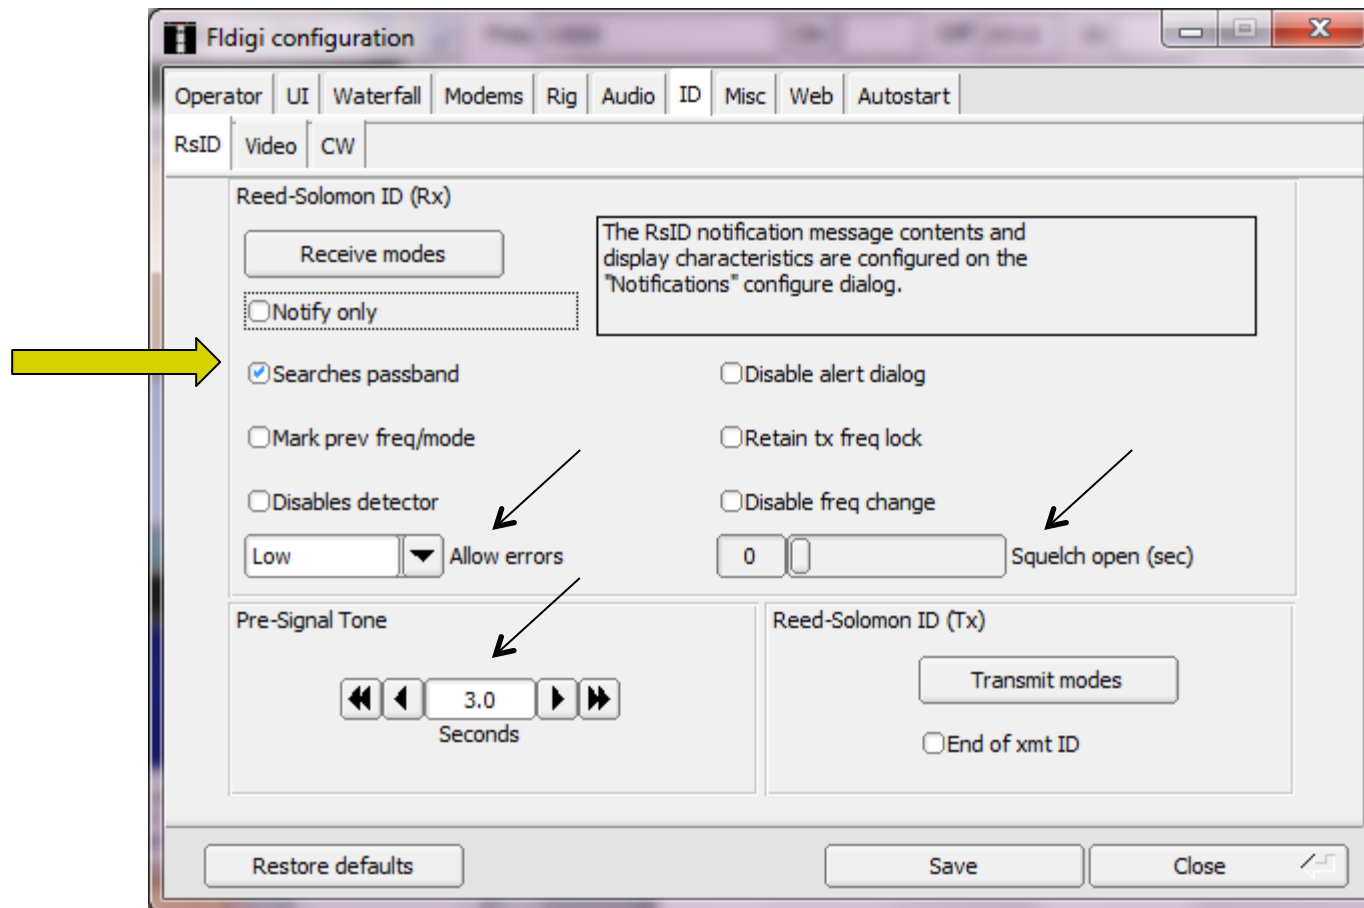 Fldigi configuration
Operator UI Waterfall Modems Rig Audio ID Misc Web Autostart
RsID Video CW
Reed-Solomon ID (Rx)
Receive modes
The RsID notification message contents and
display characteristics are configured on the
"Notifications" configure dialog.
Notify only
Searches passband
Disable alert dialog
Mark prev freq/mode
Retain tx freq lock
Disables detector
Disable freq change
Low Allow errors
0 Squelch open (sec)
Pre-Signal Tone
3.0
Seconds
Reed-Solomon ID (Tx)
Transmit modes
End of xmt ID
Restore defaults
Save
Close